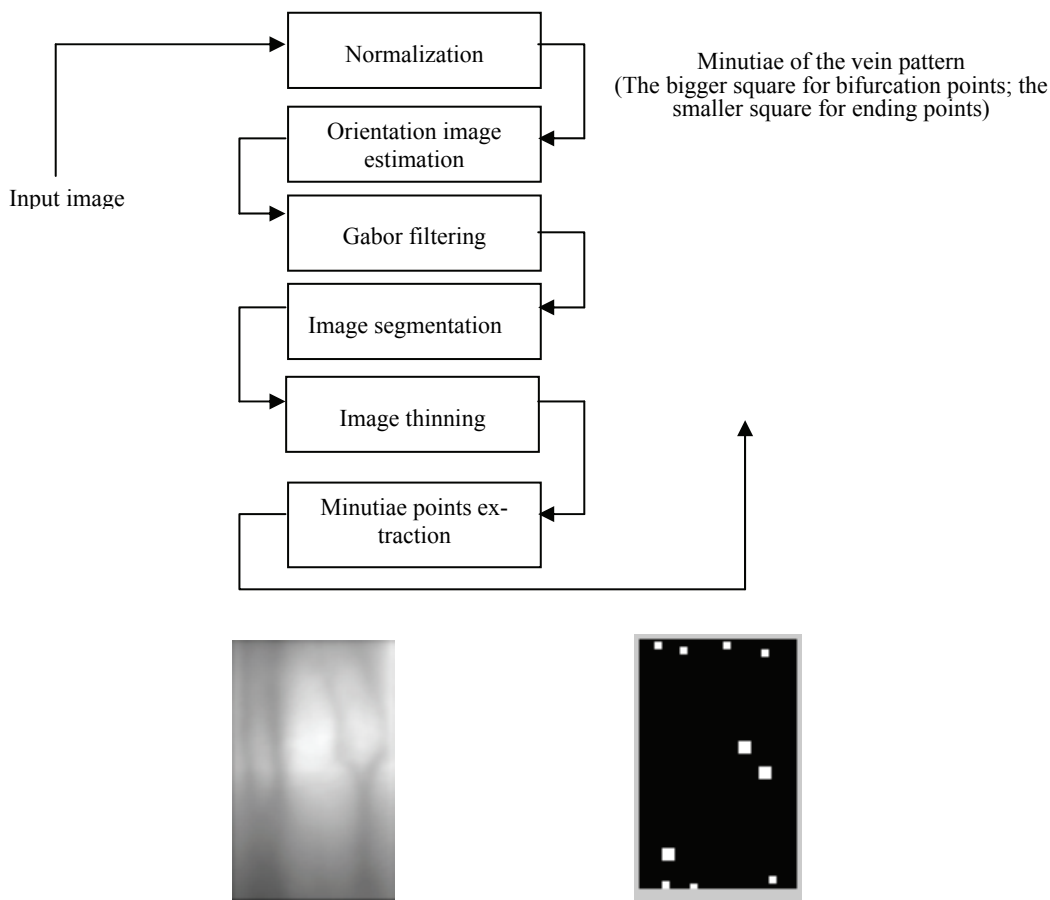 Normalization
Minutiae of the vein pattern
(The bigger square for bifurcation points; the
smaller square for ending points)
Orientation image
estimation
Input image
Gabor filtering
Image segmentation
Image thinning
Minutiae points ex-
traction